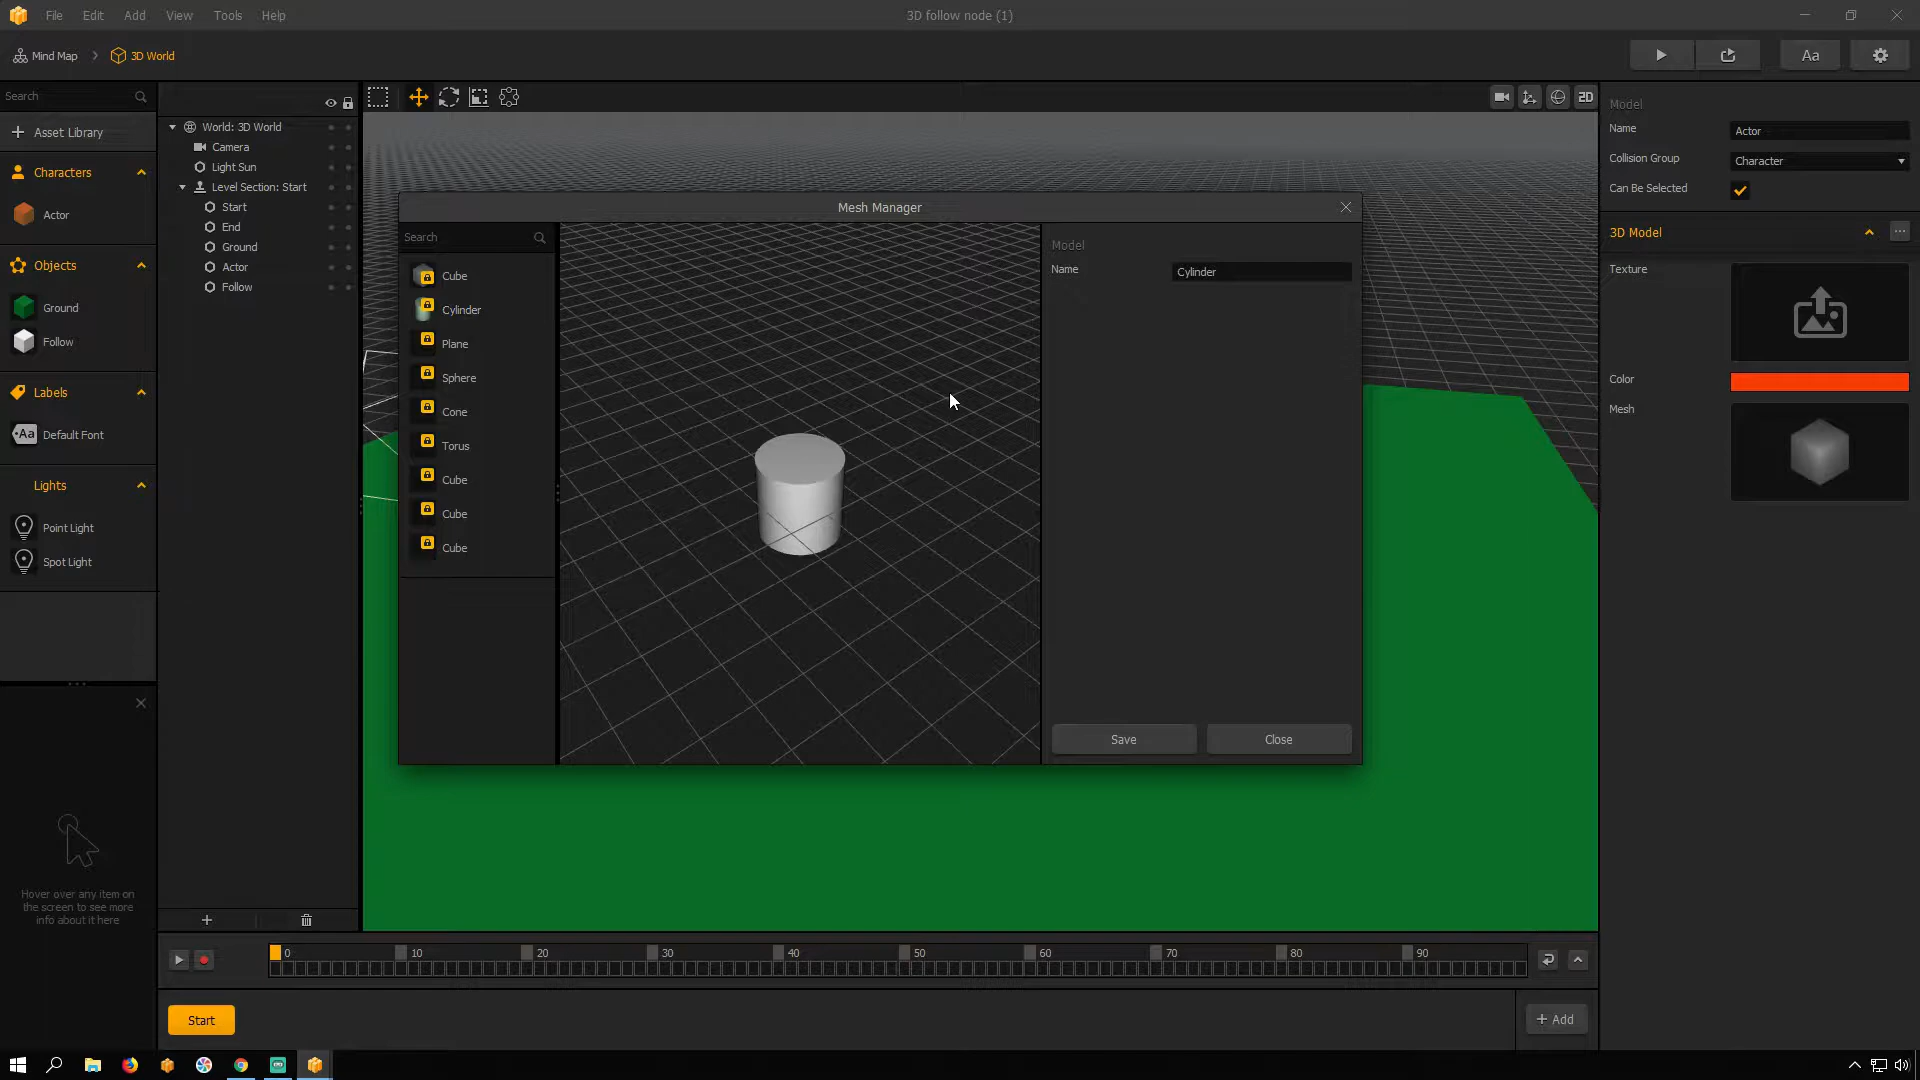 File Edit Add View Tools Help
3D follow node (1)
Mind Map
3D World
Aa
Search
Asset Library
Characters
Actor
Objects
Ground
Follow
Labels
Aa Default Font
Lights
Point Light
Spot Light
Hover over any item on
the screen to see more
info about it here
World: 3D World
Camera
Light Sun
Level Section: Start
Start
End
Ground
Actor
Follow
2D
Mesh Manager
Search
Cube
Cylinder
Plane
Sphere
Cone
Torus
Cube
Cube
Cube
Model
Name Cylinder
Save Close
Model
Name Actor
Collision Group Character
Can Be Selected
3D Model
Texture
Color
Mesh
0 10 20 30 40 50 60 70 80 90
Start
+ Add